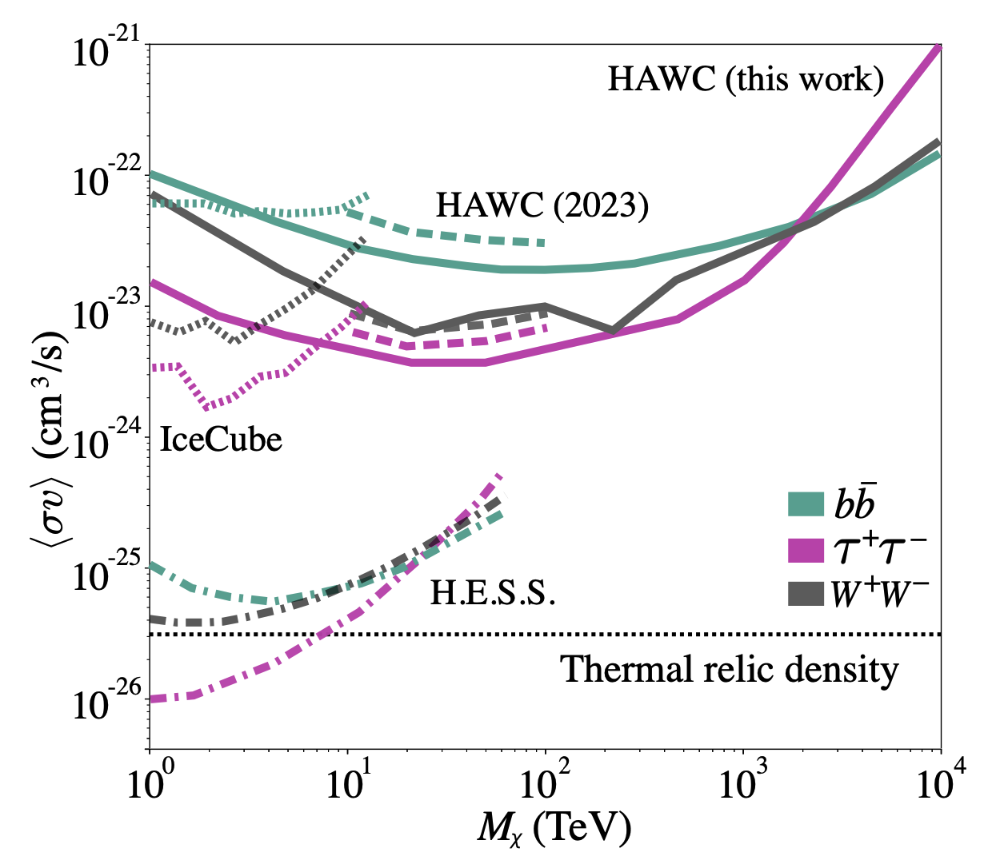 10⁻²¹
HAWC (this work)
10⁻²²
HAWC (2023)
10⁻²³
10⁻²⁴
IceCube
⟨σv⟩ (cm³/s)
bb̄
τ⁺τ⁻
W⁺W⁻
10⁻²⁵
H.E.S.S.
Thermal relic density
10⁻²⁶
10⁰ 10¹ 10² 10³ 10⁴
Mᵪ (TeV)